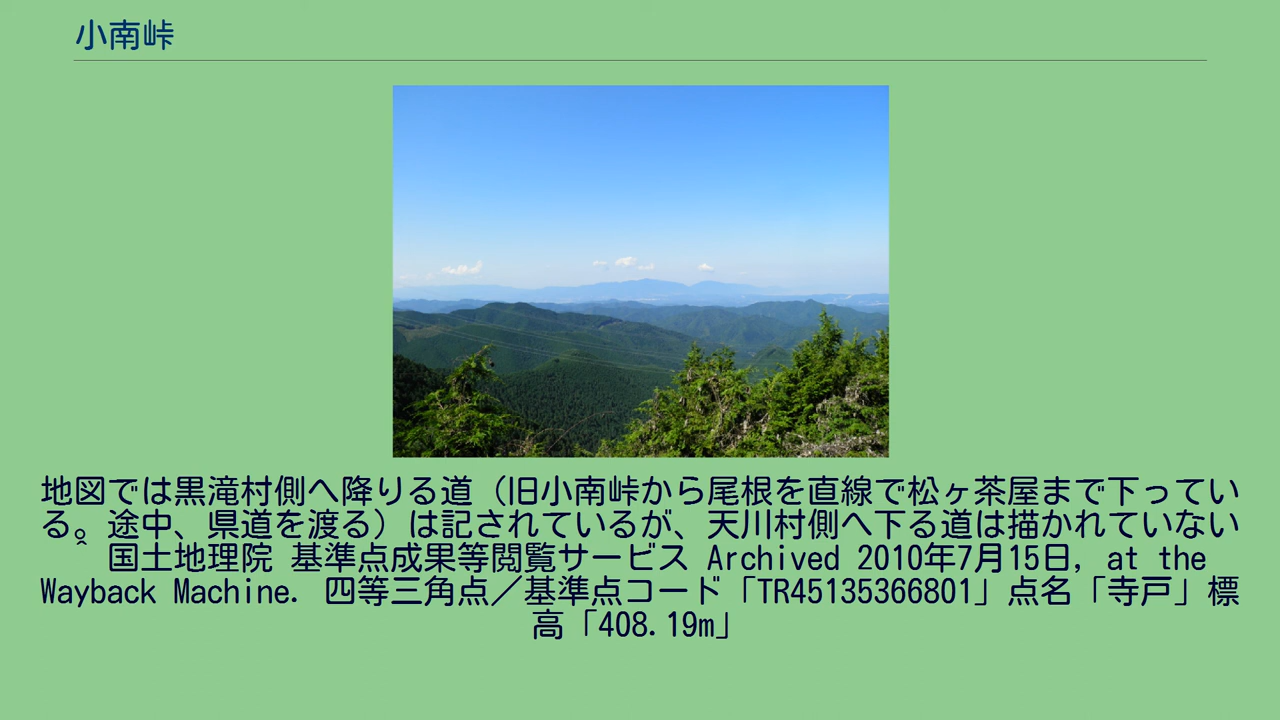 小南峠
地図では黒滝村側へ降りる道（旧小南峠から尾根を直線で松ヶ茶屋まで下ってい
る。途中、県道を渡る）は記されているが、天川村側へ下る道は描かれていない
^ 国土地理院 基準点成果等閲覧サービス Archived 2010年7月15日, at the
Wayback Machine. 四等三角点／基準点コード「TR45135366801」点名「寺戸」標
高「408.19m」